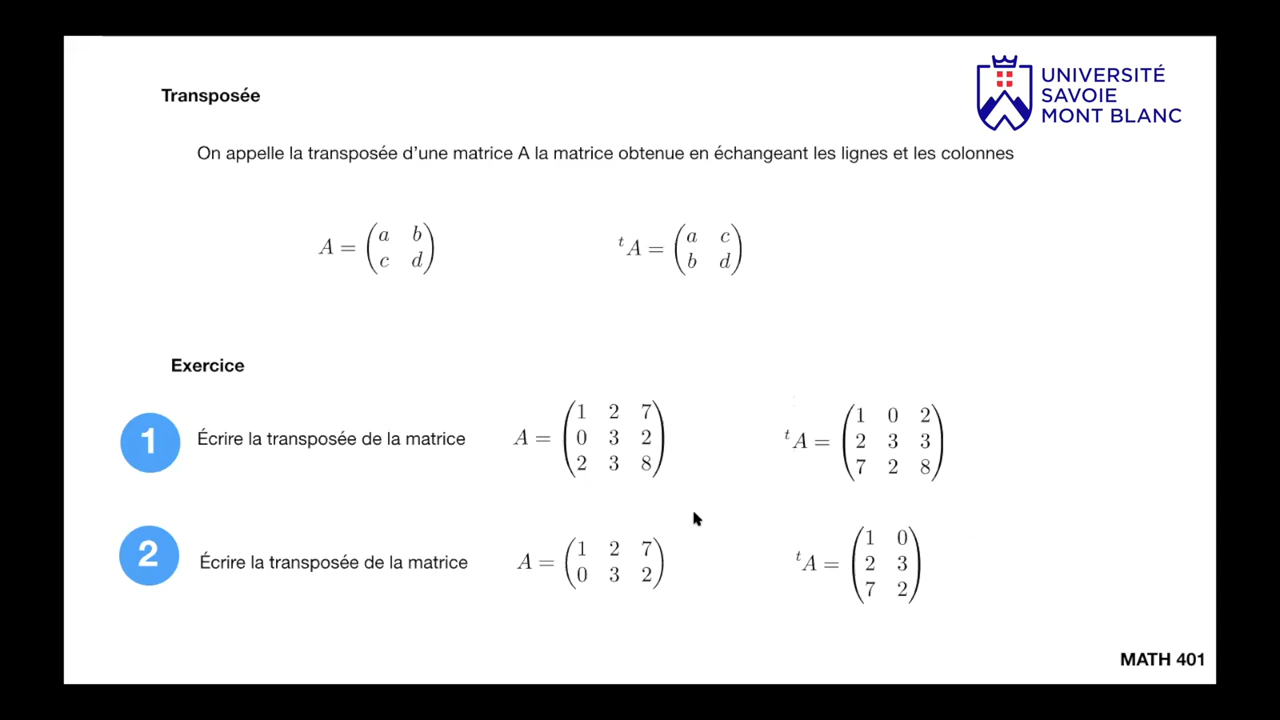 UNIVERSITÉ
SAVOIE
MONT BLANC
Transposée
On appelle la transposée d'une matrice A la matrice obtenue en échangeant les lignes et les colonnes
A = (a b
c d)
ᵗA = (a c
b d)
Exercice
1 Écrire la transposée de la matrice
A = (1 2 7
0 3 2
2 3 8)
ᵗA = (1 0 2
2 3 3
7 2 8)
2 Écrire la transposée de la matrice
A = (1 2 7
0 3 2)
ᵗA = (1 0
2 3
7 2)
MATH 401